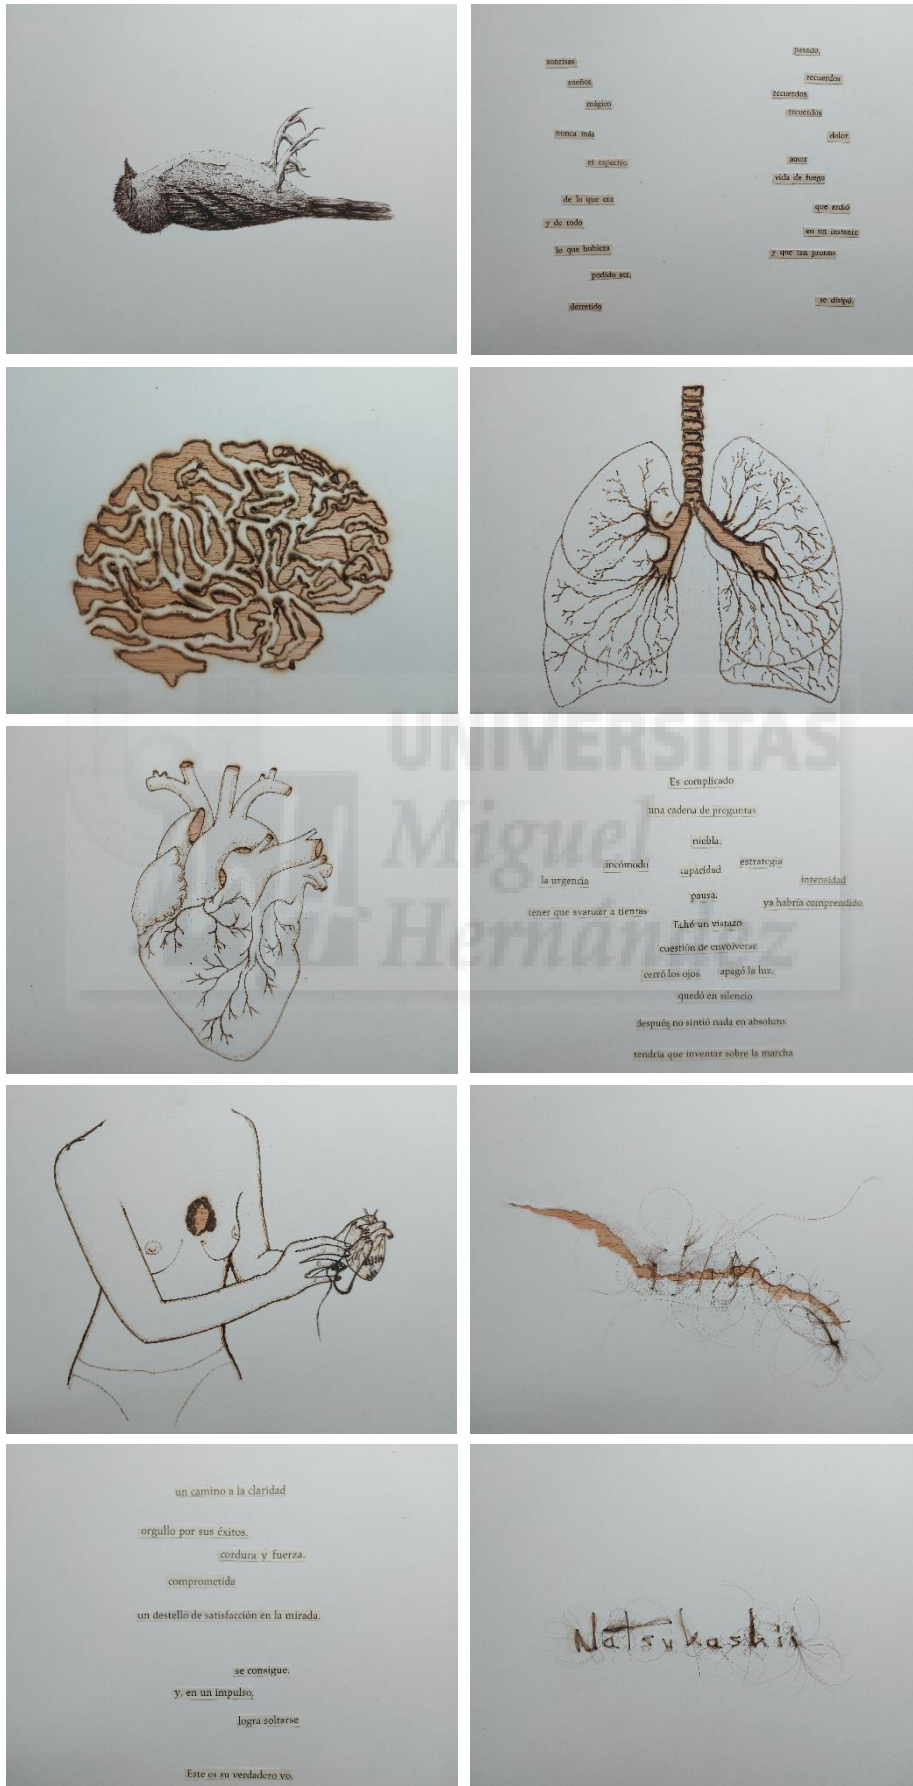 sonrisas
sueños
mágico
nunca más
el espectro
de lo que era
y de todo
lo que hubiera
podido ser.
derretido
pasado.
recuerdos
recuerdos
recuerdos
dolor
amor
vida de fuego
que ardió
en un instante
y que tan pronto
se disipó.
UNIVERSITAS
Miguel
Hernández
Es complicado
una cadena de preguntas
niebla.
incómodo capacidad estrategia
la urgencia intensidad
pausa.
tener que avanzar a tientas ya habría comprendido
Echó un vistazo
cuestión de envolverse
cerró los ojos apagó la luz.
quedó en silencio
después no sintió nada en absoluto.
tendría que inventar sobre la marcha
un camino a la claridad
orgullo por sus éxitos.
cordura y fuerza.
comprometida
un destello de satisfacción en la mirada.
se consigue.
y, en un impulso,
logra soltarse
Este es su verdadero yo.
Natsukashii